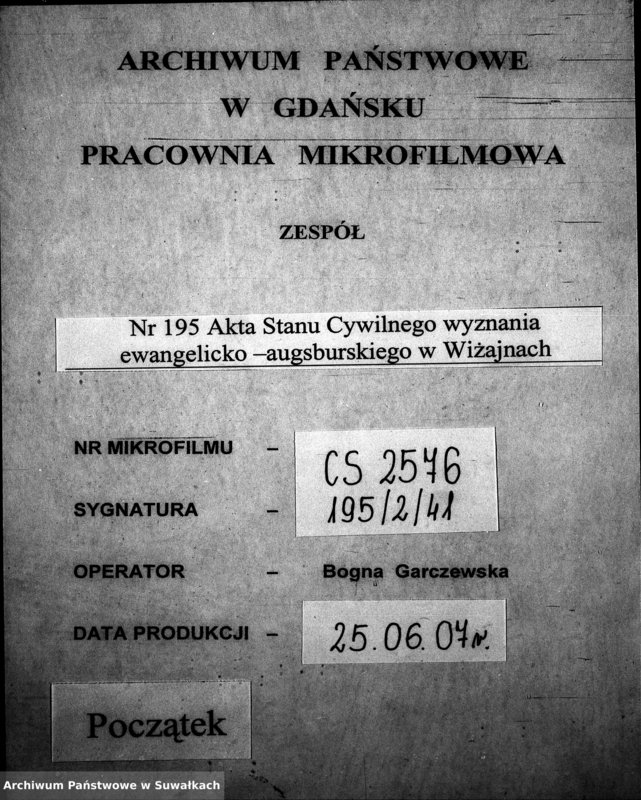 ARCHIWUM PAŃSTWOWE
W GDAŃSKU
PRACOWNIA MIKROFILMOWA
ZESPÓŁ
Nr 195 Akta Stanu Cywilnego wyznania
ewangelicko –augsburskiego w Wiżajnach
NR MIKROFILMU – CS 2576
SYGNATURA – 195/2/41
OPERATOR – Bogna Garczewska
DATA PRODUKCJI – 25.06.07r.
Początek
Archiwum Państwowe w Suwałkach